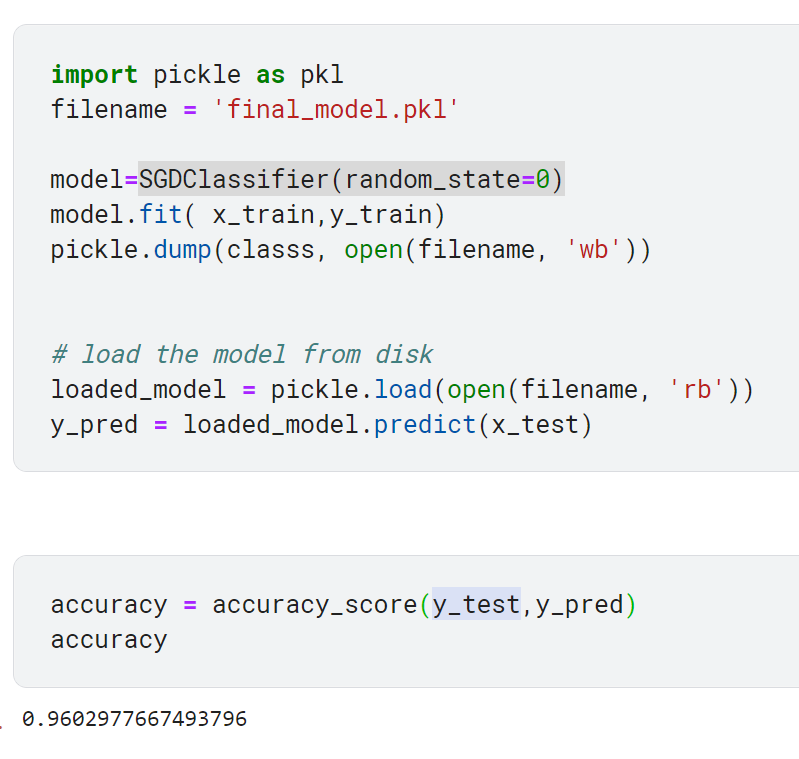 import pickle as pkl
filename = 'final_model.pkl'
model=SGDClassifier(random_state=0)
model.fit( x_train,y_train)
pickle.dump(classs, open(filename, 'wb'))
# load the model from disk
loaded_model = pickle.load(open(filename, 'rb'))
y_pred = loaded_model.predict(x_test)
accuracy = accuracy_score(y_test,y_pred)
accuracy
0.9602977667493796